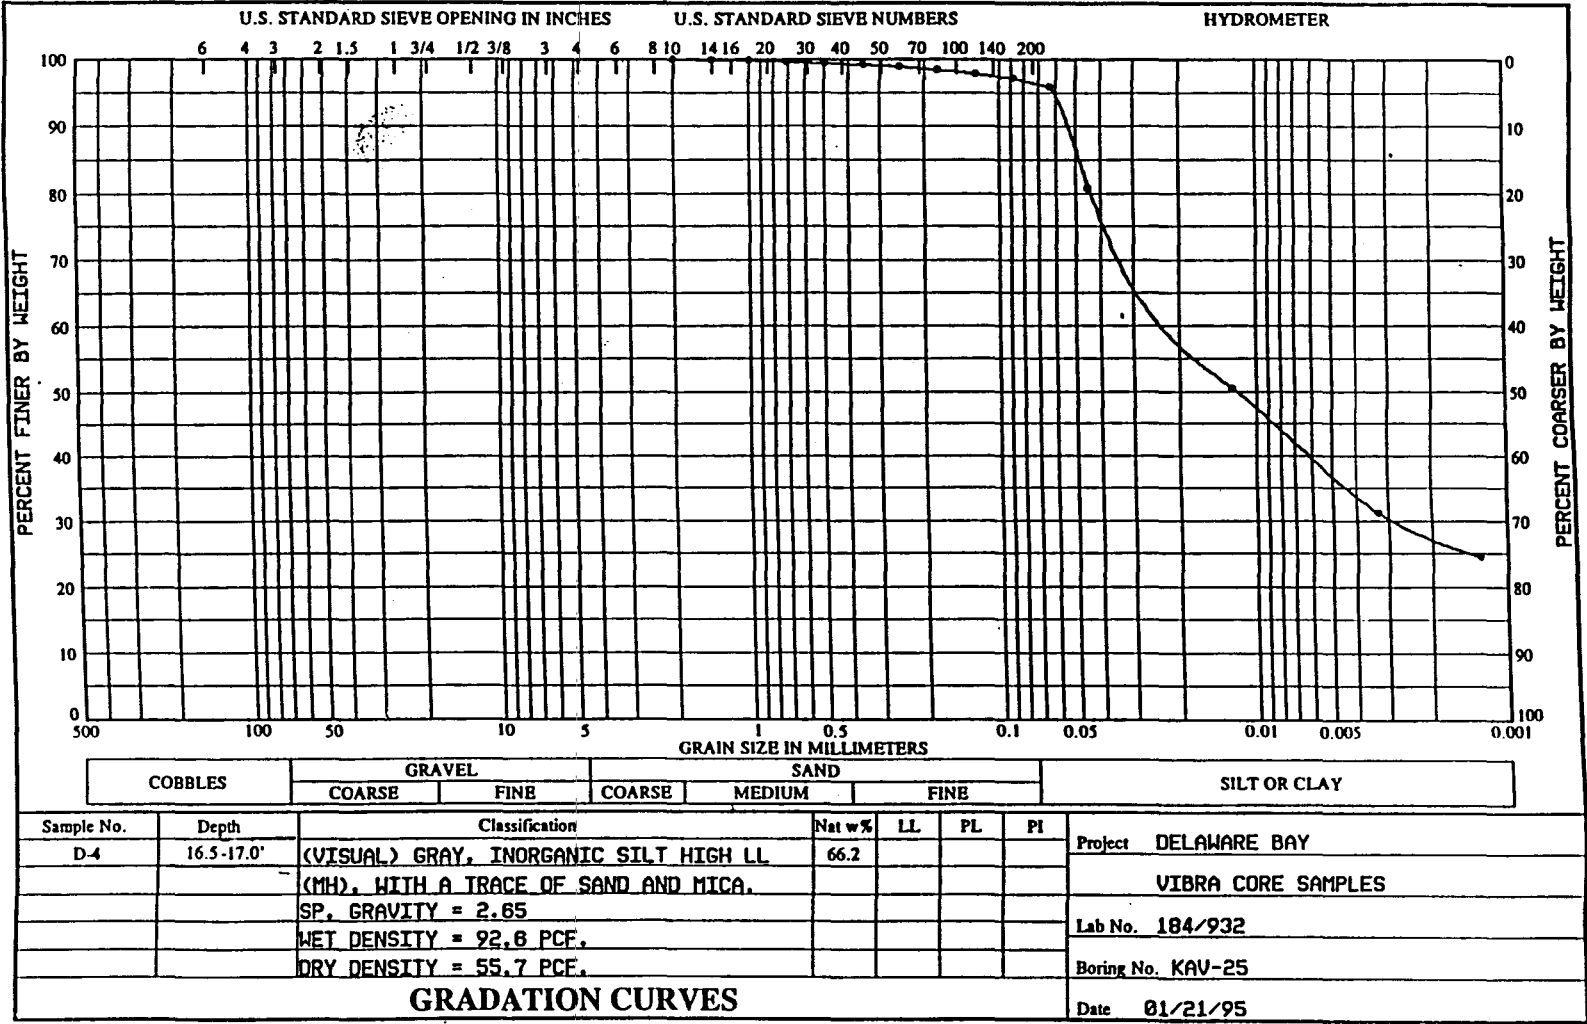 U.S. STANDARD SIEVE OPENING IN INCHES U.S. STANDARD SIEVE NUMBERS HYDROMETER
6 4 3 2 1.5 1 3/4 1/2 3/8 3 4 6 8 10 14 16 20 30 40 50 70 100 140 200
100 0
90 10
80 20
70 30
60 40
50 50
40 60
30 70
20 80
10 90
0 100
PERCENT FINER BY WEIGHT
PERCENT COARSER BY WEIGHT
500 100 50 10 5 1 0.5 0.1 0.05 0.01 0.005 0.001
GRAIN SIZE IN MILLIMETERS
COBBLES GRAVEL SAND SILT OR CLAY
COARSE FINE COARSE MEDIUM FINE
Sample No. Depth Classification Nat w% LL PL PI
D-4 16.5-17.0' (VISUAL) GRAY, INORGANIC SILT HIGH LL 66.2
(MH), WITH A TRACE OF SAND AND MICA.
SP. GRAVITY = 2.65
WET DENSITY = 92.6 PCF.
DRY DENSITY = 55.7 PCF.
GRADATION CURVES
Project DELAWARE BAY
VIBRA CORE SAMPLES
Lab No. 184/932
Boring No. KAV-25
Date 01/21/95